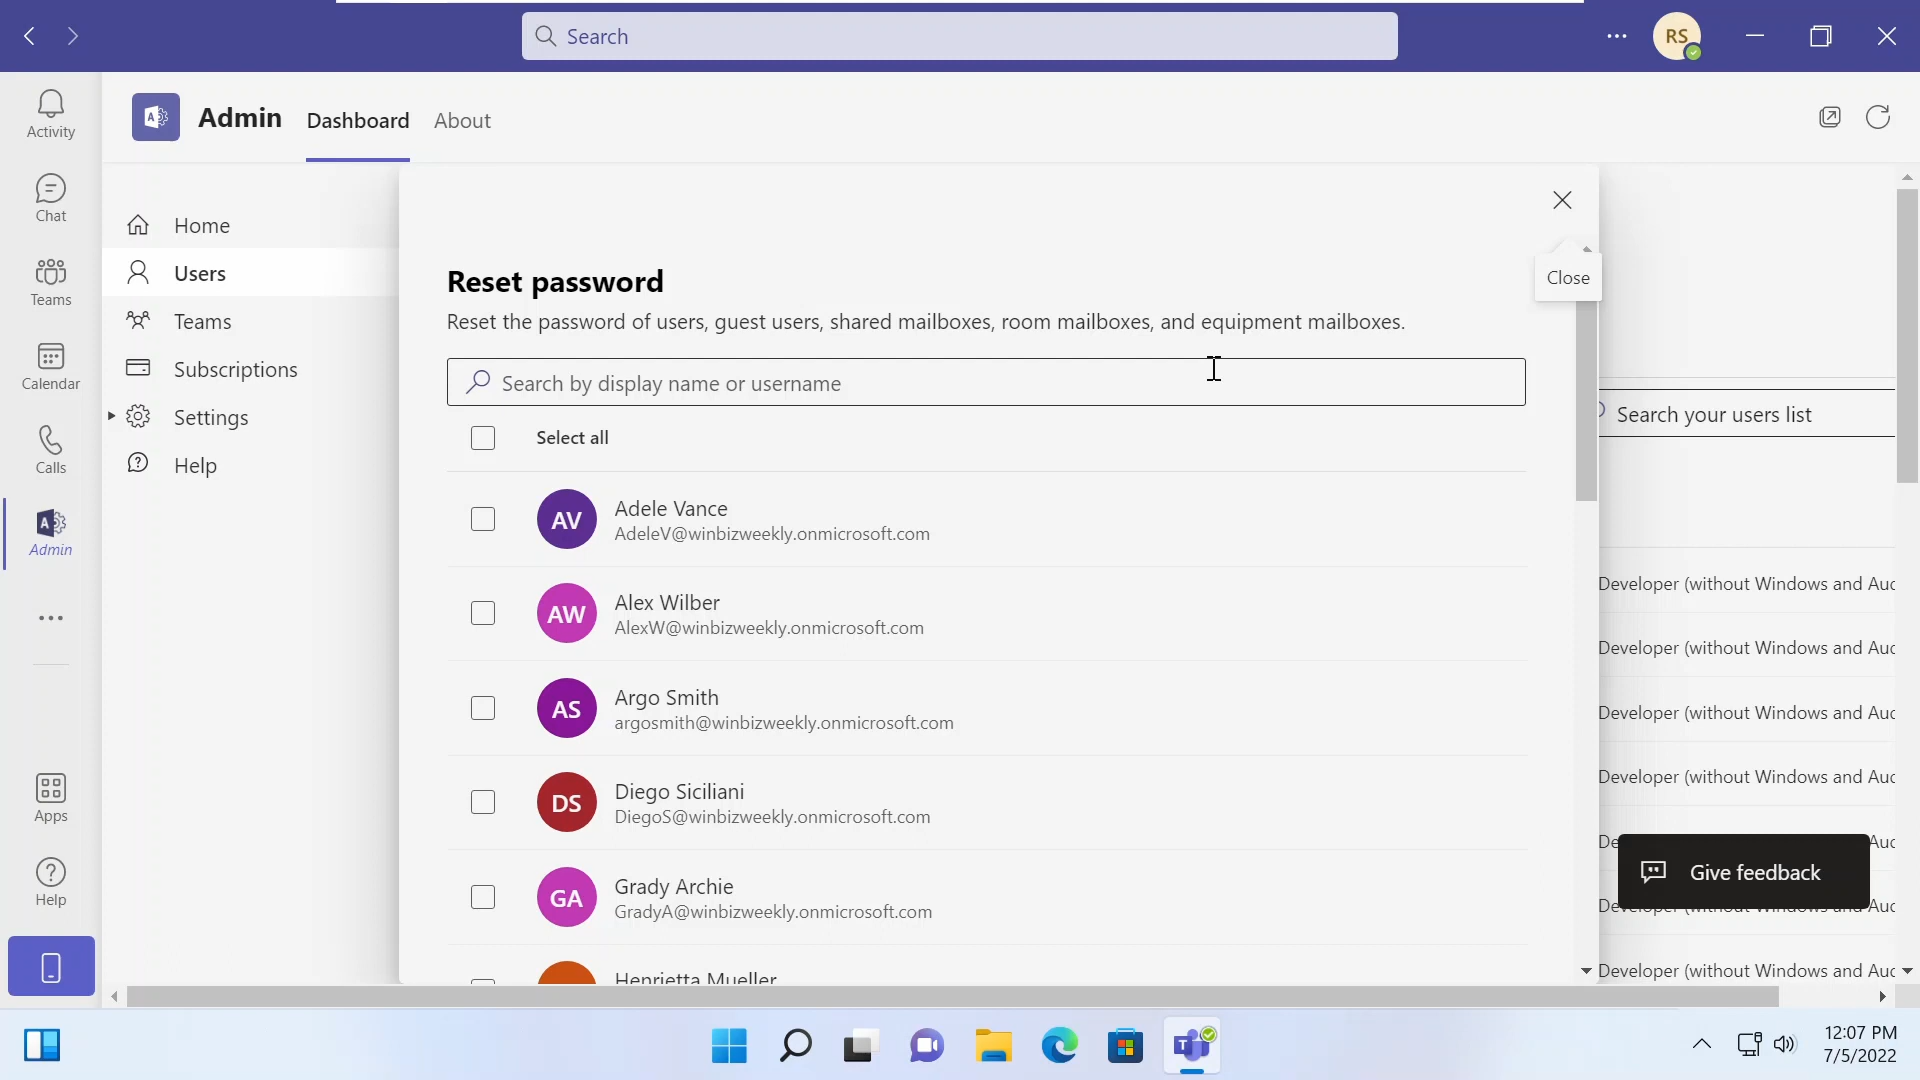 Search
RS
Activity
Chat
Teams
Calendar
Calls
Admin
Apps
Help
Admin
Dashboard
About
Home
Users
Teams
Subscriptions
Settings
Help
Close
Reset password
Reset the password of users, guest users, shared mailboxes, room mailboxes, and equipment mailboxes.
Search by display name or username
Select all
AV
Adele Vance
AdeleV@winbizweekly.onmicrosoft.com
AW
Alex Wilber
AlexW@winbizweekly.onmicrosoft.com
AS
Argo Smith
argosmith@winbizweekly.onmicrosoft.com
DS
Diego Siciliani
DiegoS@winbizweekly.onmicrosoft.com
GA
Grady Archie
GradyA@winbizweekly.onmicrosoft.com
Henrietta Mueller
Search your users list
Developer (without Windows and Auc
Developer (without Windows and Auc
Developer (without Windows and Auc
Developer (without Windows and Auc
Give feedback
Developer (without Windows and Auc
Developer (without Windows and Auc
12:07 PM
7/5/2022